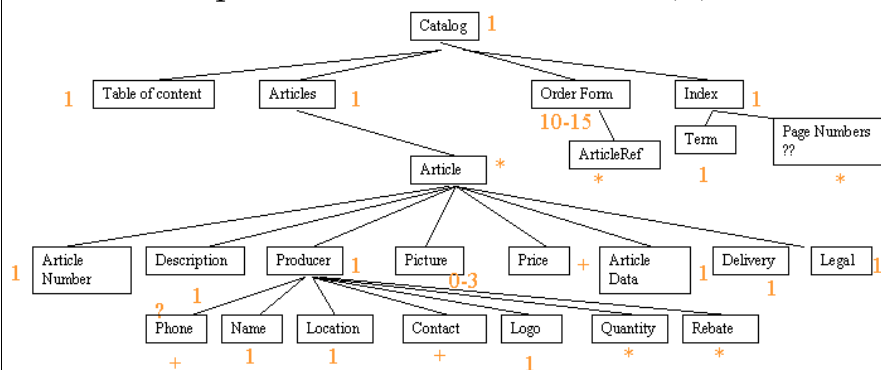 Catalog 1
1 Table of content
Articles 1
Order Form
10-15
Index 1
Term
1
Page Numbers
??
*
ArticleRef
*
Article *
1 Article
Number
Description
1
Producer 1
Picture
0-3
Price +
Article
Data 1
Delivery
1
Legal 1
?
Phone
+
Name
1
Location
1
Contact
+
Logo
1
Quantity
*
Rebate
*